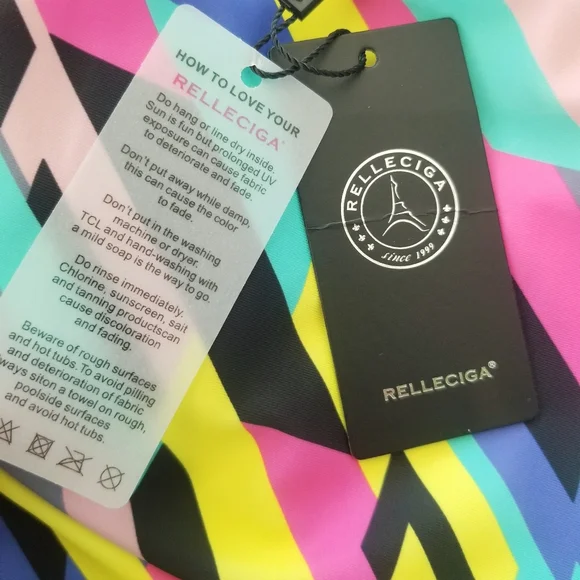 HOW TO LOVE YOUR
RELLECIGA®
Do hang or line dry inside.
Sun is fun but prolonged UV
exposure can cause fabric
to deteriorate and fade.
Don't put away while damp,
this can cause the color
to fade.
Don't put in the washing
machine or dryer.
TCL and hand-washing with
a mild soap is the way to go.
Do rinse immediately.
Chlorine, sunscreen, sait
and tanning productscan
cause discoloration
and fading.
Beware of rough surfaces
and hot tubs. To avoid pilling
and deterioration of fabric
ways siton a towel on rough,
poolside surfaces
and avoid hot tubs.
RELLECIGA
since 1999
RELLECIGA®